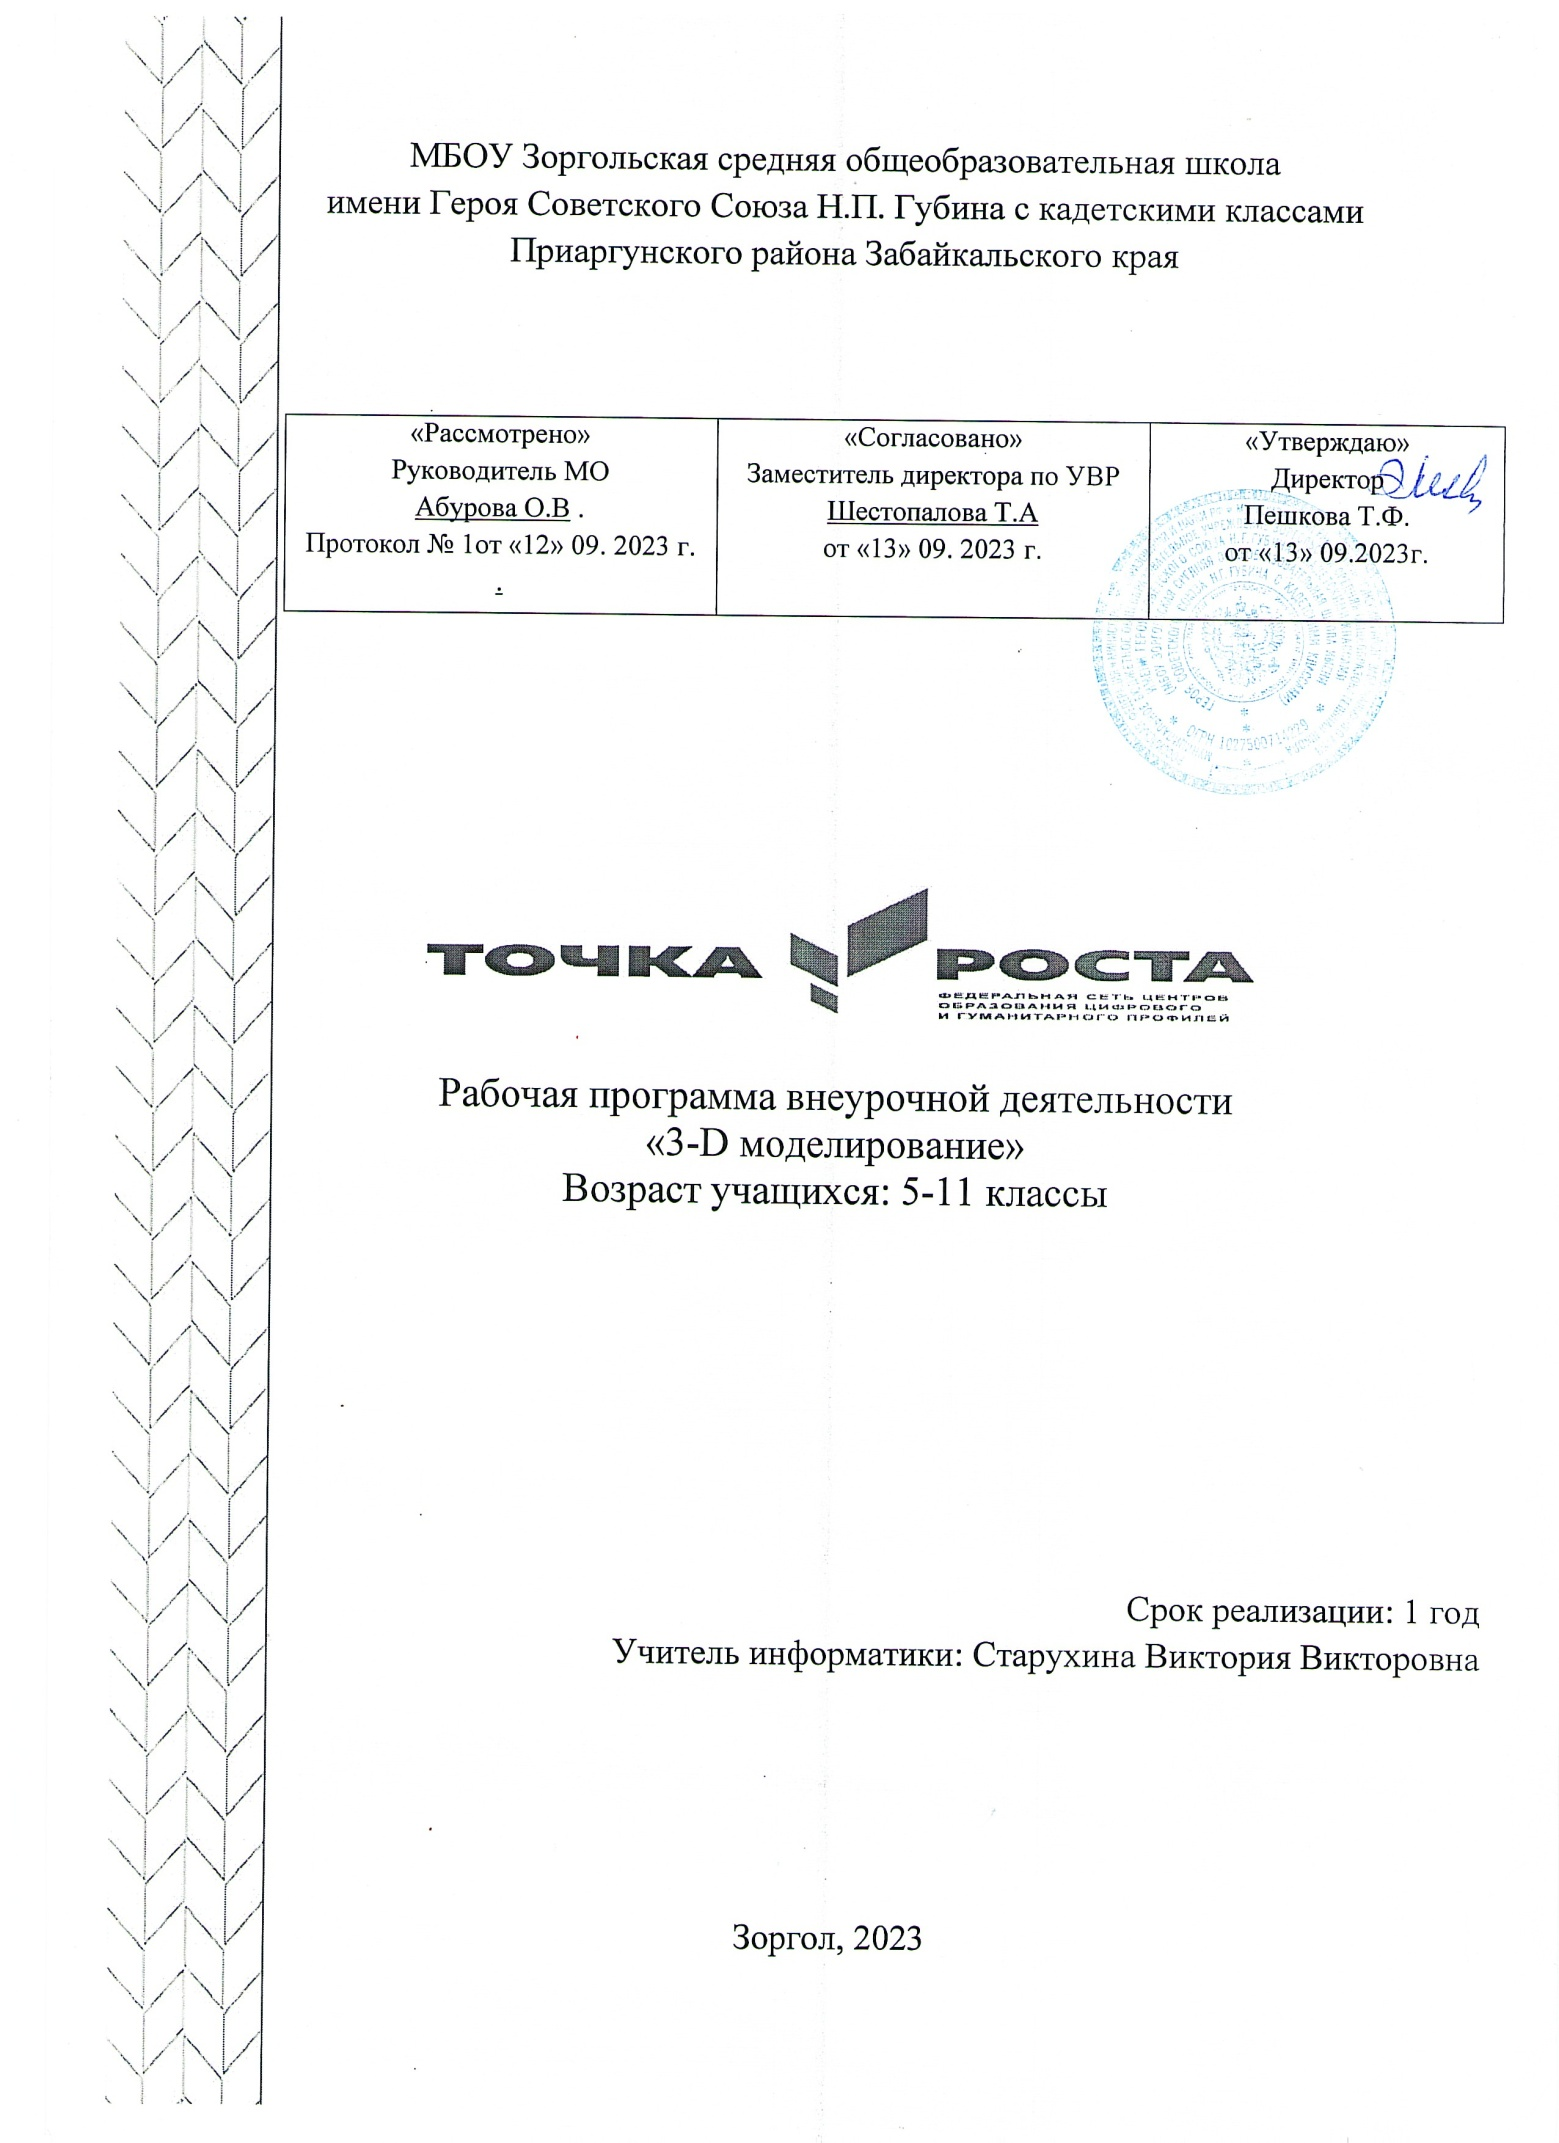 МБОУ Зоргольская средняя общеобразовательная школа
имени Героя Советского Союза Н.П. Губина с кадетскими классами
Приаргунского района Забайкальского края
«Рассмотрено»
Руководитель МО
Абурова О.В .
Протокол № 1от «12» 09. 2023 г.
.
«Согласовано»
Заместитель директора по УВР
Шестопалова Т.А
от «13» 09. 2023 г.
«Утверждаю»
Директор
Пешкова Т.Ф.
от «13» 09.2023г.
ТОЧКА РОСТА
ФЕДЕРАЛЬНАЯ СЕТЬ ЦЕНТРОВ
ОБРАЗОВАНИЯ ЦИФРОВОГО
И ГУМАНИТАРНОГО ПРОФИЛЕЙ
Рабочая программа внеурочной деятельности
«3-D моделирование»
Возраст учащихся: 5-11 классы
Срок реализации: 1 год
Учитель информатики: Старухина Виктория Викторовна
Зоргол, 2023